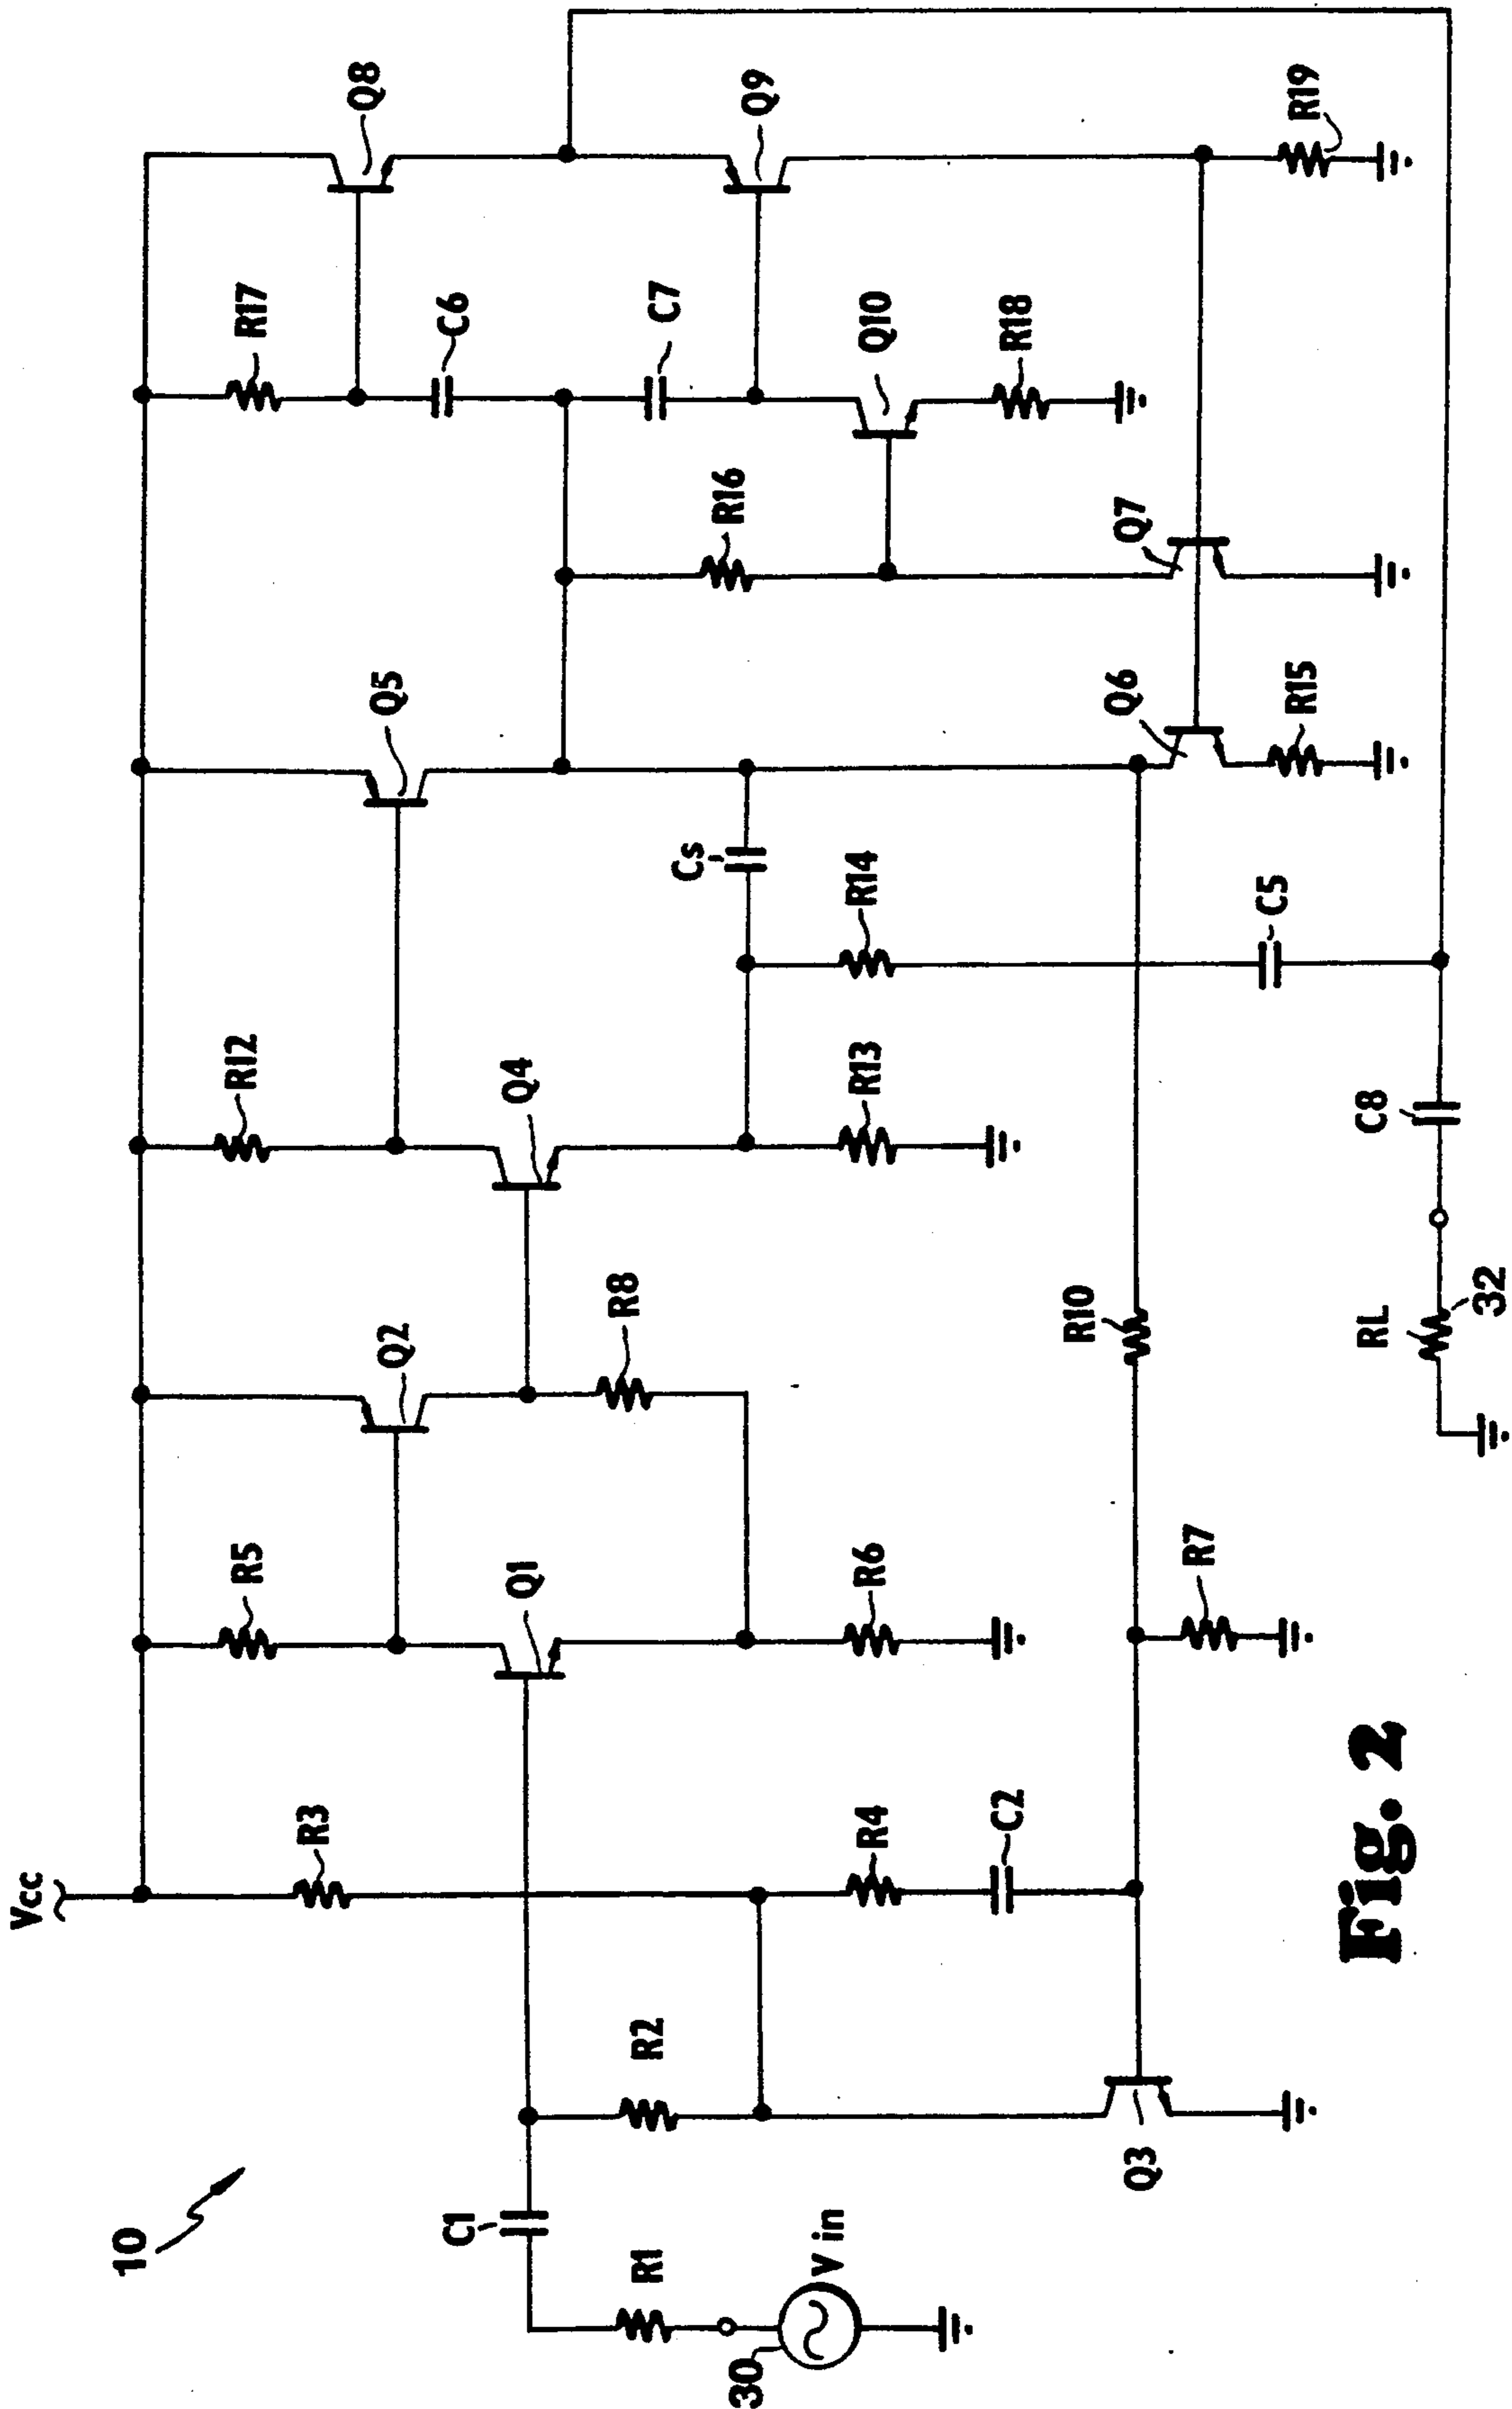 10
Vcc
30
V in
R1
C1
R2
Q3
R3
R4
C2
R5
Q1
R6
R7
Q2
R8
R10
R12
Q4
R13
RL
32
C8
Cs
R14
C5
Q5
Q6
R15
R16
Q7
R17
C6
C7
Q10
R18
Q8
Q9
R19
Fig. 2